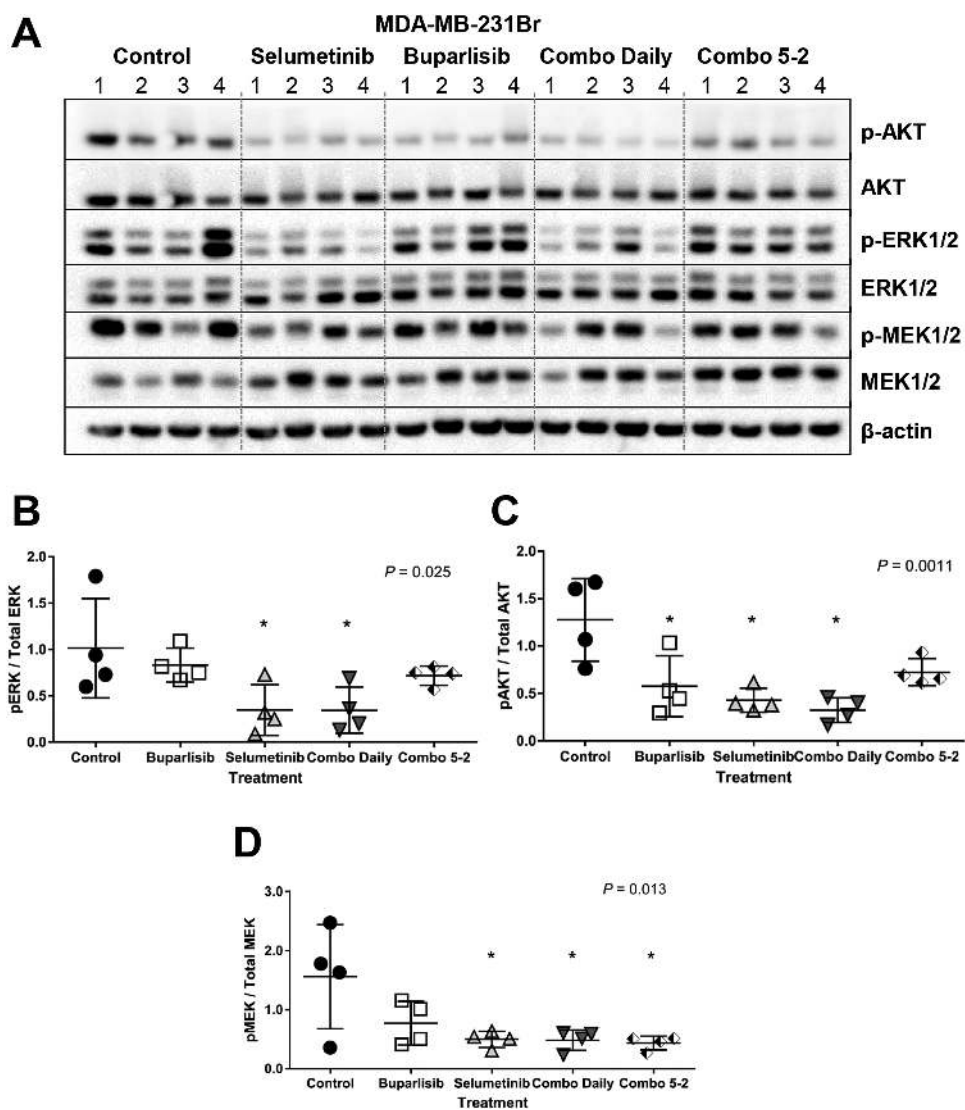 A
MDA-MB-231Br
Control Selumetinib Buparlisib Combo Daily Combo 5-2
1 2 3 4 1 2 3 4 1 2 3 4 1 2 3 4 1 2 3 4
p-AKT
AKT
p-ERK1/2
ERK1/2
p-MEK1/2
MEK1/2
β-actin
B
P = 0.025
pERK / Total ERK
2.0
1.5
1.0
0.5
0.0
* *
Control Buparlisib Selumetinib Combo Daily Combo 5-2
Treatment
C
P = 0.0011
pAKT / Total AKT
2.0
1.5
1.0
0.5
0.0
* * *
Control Buparlisib Selumetinib Combo Daily Combo 5-2
Treatment
D
P = 0.013
pMEK / Total MEK
3.0
2.0
1.0
0.0
* * *
Control Buparlisib Selumetinib Combo Daily Combo 5-2
Treatment